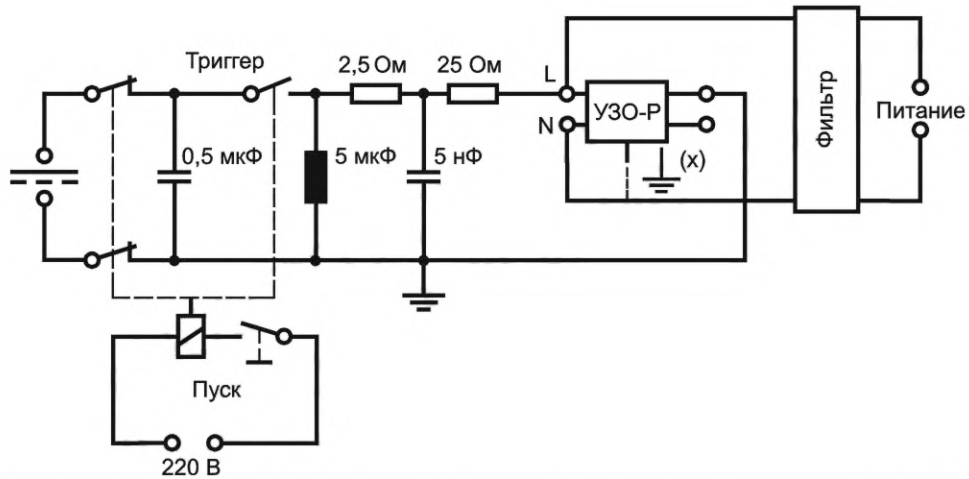 Триггер
2,5 Ом
25 Ом
L
N
УЗО-Р
(x)
Фильтр
Питание
0,5 мкФ
5 мкФ
5 нФ
Пуск
220 В